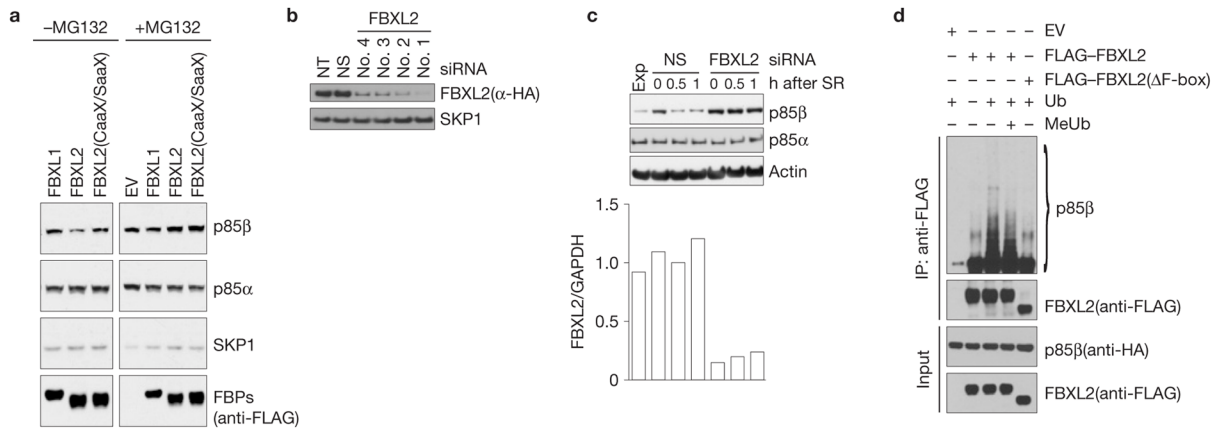 a
–MG132
+MG132
FBXL1
FBXL2
FBXL2(CaaX/SaaX)
EV
FBXL1
FBXL2
FBXL2(CaaX/SaaX)
p85β
p85α
SKP1
FBPs
(anti-FLAG)
b
FBXL2
NT
NS
No. 4
No. 3
No. 2
No. 1
siRNA
FBXL2(α-HA)
SKP1
c
NS FBXL2 siRNA
Exp 0 0.5 1 0 0.5 1 h after SR
p85β
p85α
Actin
FBXL2/GAPDH
1.5
1.0
0.5
0
d
+ – – – – EV
– + + + – FLAG–FBXL2
– – – – + FLAG–FBXL2(ΔF-box)
+ – + + + Ub
– – – + – MeUb
IP: anti-FLAG
p85β
FBXL2(anti-FLAG)
Input
p85β(anti-HA)
FBXL2(anti-FLAG)